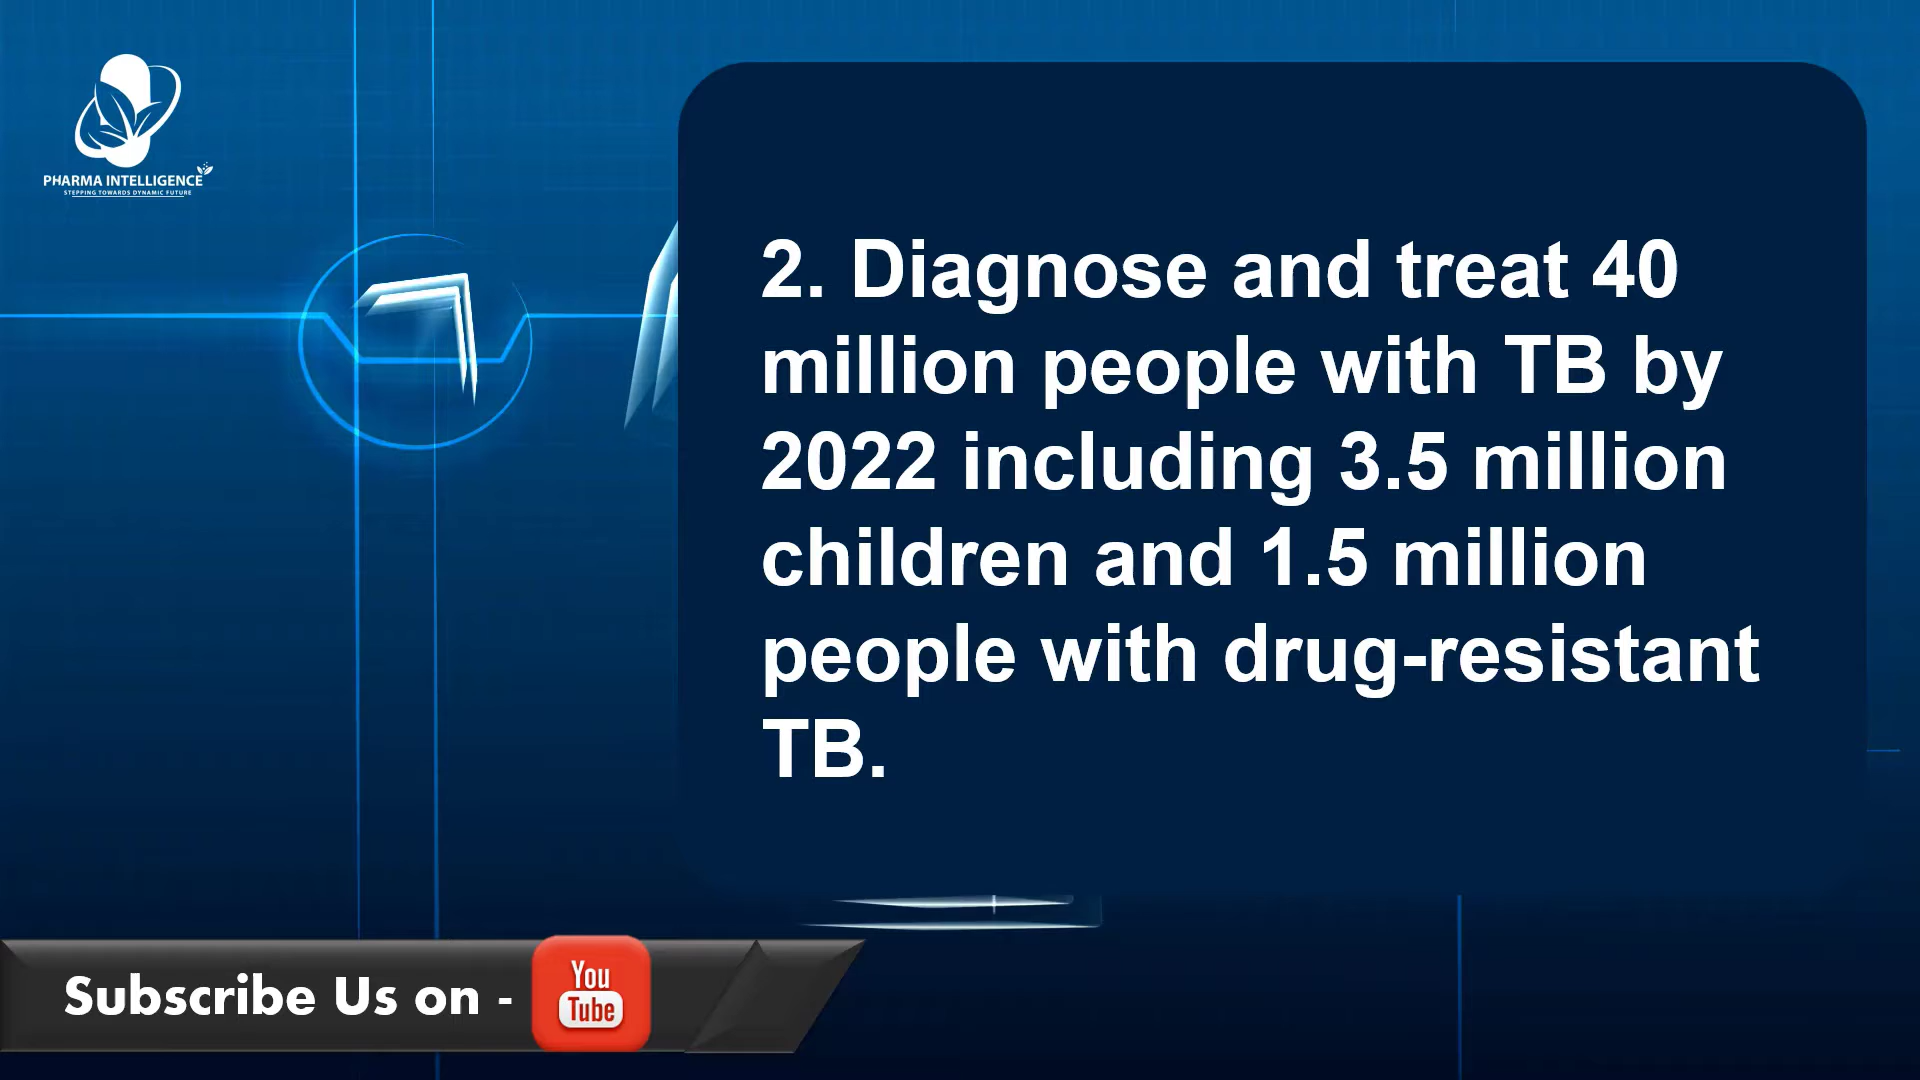 PHARMA INTELLIGENCE
STEPPING TOWARDS DYNAMIC FUTURE
2. Diagnose and treat 40
million people with TB by
2022 including 3.5 million
children and 1.5 million
people with drug-resistant
TB.
Subscribe Us on -
You
Tube